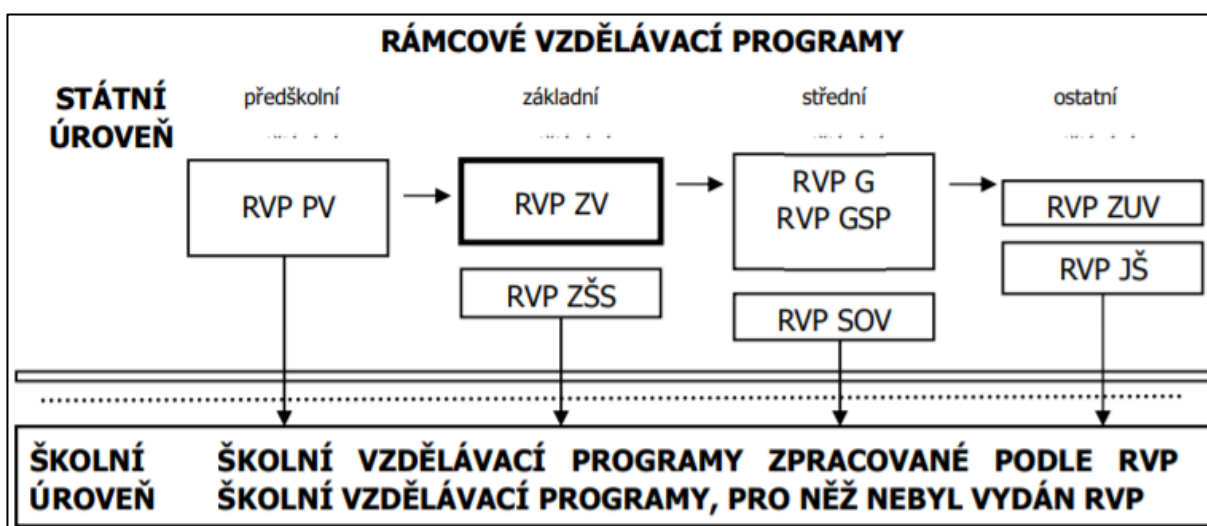 RÁMCOVÉ VZDĚLÁVACÍ PROGRAMY
STÁTNÍ ÚROVEŇ
předškolní
základní
střední
ostatní
RVP PV
RVP ZV
RVP G
RVP GSP
RVP ZUV
RVP ZŠS
RVP JŠ
RVP SOV
ŠKOLNÍ ÚROVEŇ
ŠKOLNÍ VZDĚLÁVACÍ PROGRAMY ZPRACOVANÉ PODLE RVP
ŠKOLNÍ VZDĚLÁVACÍ PROGRAMY, PRO NĚŽ NEBYL VYDÁN RVP